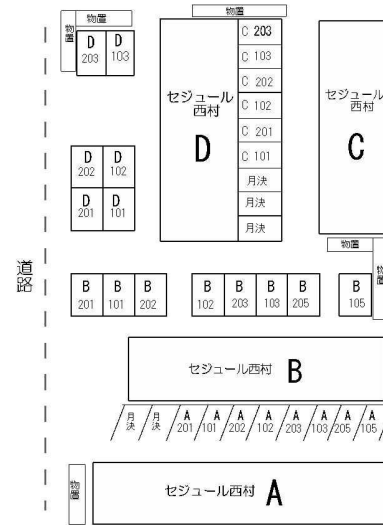 物置
物置
D
203
D
103
D
202
D
102
D
201
D
101
道路
物置
セジュール
西村
D
C 203
C 103
C 202
C 102
C 201
C 101
月決
月決
月決
セジュール
西村
C
物置
物置
B
201
B
101
B
202
B
102
B
203
B
103
B
205
B
105
セジュール西村 B
月決
月決
A
201
A
101
A
202
A
102
A
203
A
103
A
205
A
105
物置
セジュール西村 A